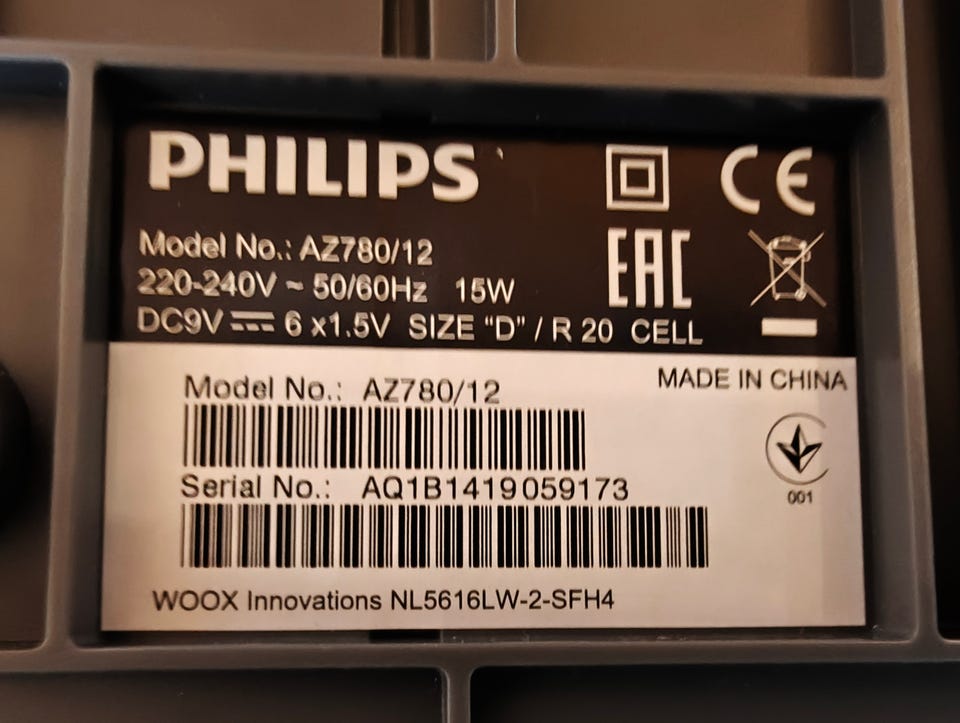 PHILIPS
CE
Model No.: AZ780/12
EAC
220-240V ~ 50/60Hz 15W
DC9V ⎓ 6 x1.5V SIZE "D" / R 20 CELL
Model No.: AZ780/12
MADE IN CHINA
Serial No.: AQ1B1419059173
001
WOOX Innovations NL5616LW-2-SFH4